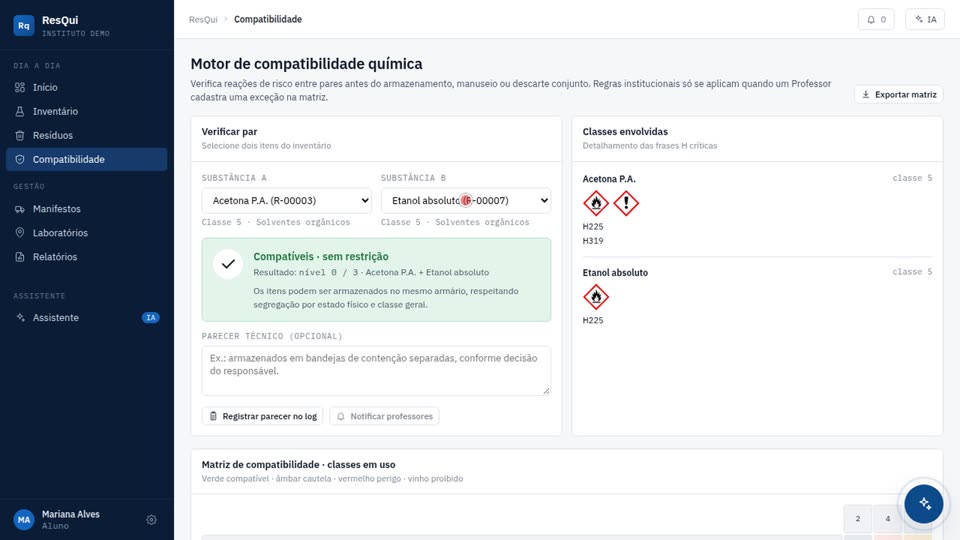 Rq
ResQui
INSTITUTO DEMO
DIA A DIA
Início
Inventário
Resíduos
Compatibilidade
GESTÃO
Manifestos
Laboratórios
Relatórios
ASSISTENTE
Assistente
IA
MA
Mariana Alves
Aluno
ResQui
Compatibilidade
0
IA
Motor de compatibilidade química
Verifica reações de risco entre pares antes do armazenamento, manuseio ou descarte conjunto. Regras institucionais só se aplicam quando um Professor
cadastra uma exceção na matriz.
Exportar matriz
Verificar par
Selecione dois itens do inventário
SUBSTÂNCIA A
SUBSTÂNCIA B
Acetona P.A. (R-00003)
Etanol absoluto (R-00007)
Classe 5 · Solventes orgânicos
Classe 5 · Solventes orgânicos
Compatíveis · sem restrição
Resultado: nível 0 / 3 · Acetona P.A. + Etanol absoluto
Os itens podem ser armazenados no mesmo armário, respeitando
segregação por estado físico e classe geral.
PARECER TÉCNICO (OPCIONAL)
Ex.: armazenados em bandejas de contenção separadas, conforme decisão
do responsável.
Registrar parecer no log
Notificar professores
Classes envolvidas
Detalhamento das frases H críticas
Acetona P.A.
classe 5
H225
H319
Etanol absoluto
classe 5
H225
Matriz de compatibilidade · classes em uso
Verde compatível · âmbar cautela · vermelho perigo · vinho proibido
2
4